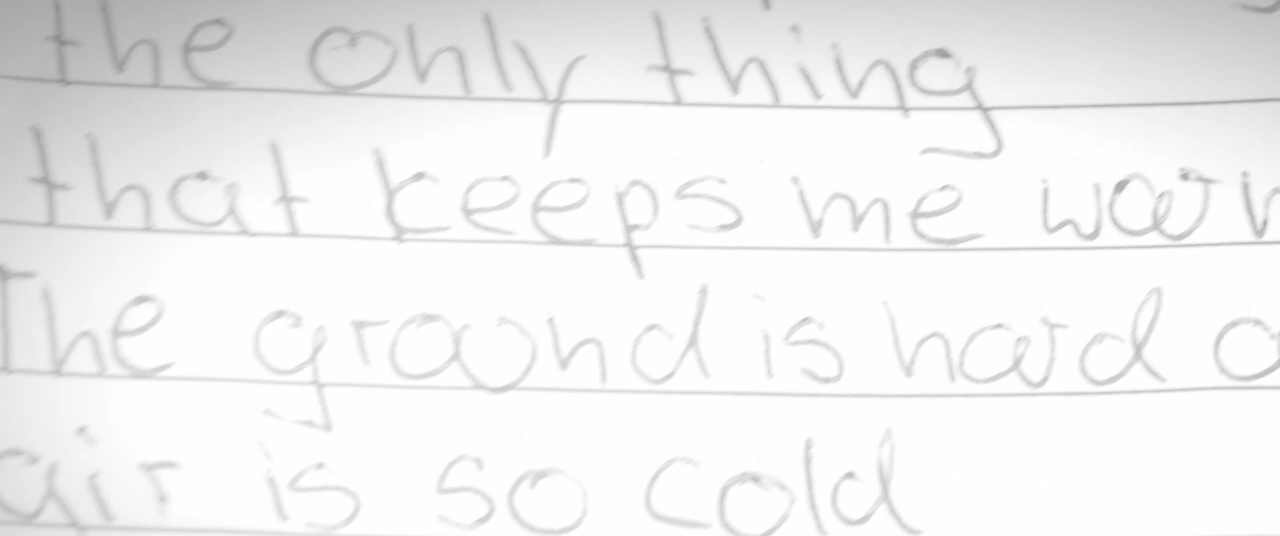 the only thing
that keeps me
The ground is hard
air is so cold